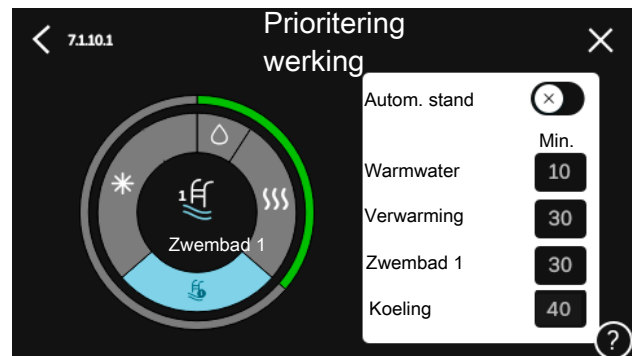 7.1.10.1
Prioritering
werking
Autom. stand
Min.
Warmwater 10
Verwarming 30
Zwembad 1 30
Koeling 40
1
Zwembad 1
1
?